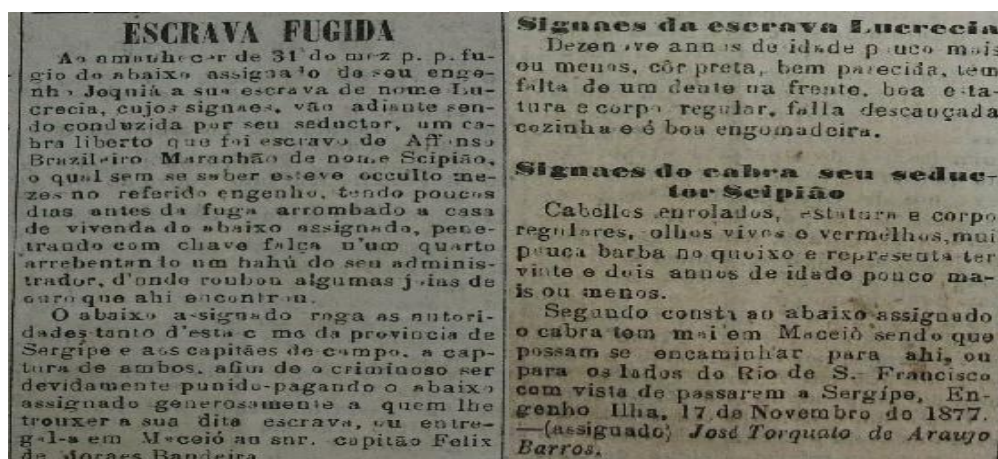 ESCRAVA FUGIDA
Ao amanhecer de 31 do mez p. p. fu-
gio do abaixo assignado do seu enge-
nho Jequiá a sua escrava de nome Lu-
crecia, cujos signaes, vão adiante sen-
do conduzida por seu seductor, um ca-
bra liberto que foi escravo de Affonso
Brazileiro Maranhão de nome Scipião,
o qual sem se saber esteve occulto me-
zes no referido engenho, tendo poucos
dias antes da fuga arrombado a casa
de vivenda do abaixo assignado, pene-
trando com chave falça n'um quarto
arrebentando um bahú do seu adminis-
trador, d'onde roubou algumas joias de
ouro que ahi encontrou.
O abaixo assignado roga as autori-
dades tanto d'esta como da provincia de
Sergípe e aos capitães de campo, a cap-
tura de ambos, afim de o criminoso ser
devidamente punido-pagando o abaixo
assignado generosamente a quem lhe
trouxer a sua dita escrava, ou entre-
gal-a em Maceió ao snr. capitão Felix
de Moraes Bandeira
Signaes da escrava Lucrecia
Dezenove annos de idade pouco mais
ou menos, côr preta, bem parecida, tem
falta de um dente na frente, boa esta-
tura e corpo regular, falla descançada
cozinha e é boa engomadeira.
Signaes do cabra seu seduc-
tor Scipião
Cabellos enrolados, estatura e corpo
regulares, olhos vivos e vermelhos, mui
pouca barba no queixo e representa ter
vinte e dois annos de idade pouco ma-
is ou menos.
Segundo consta ao abaixo assignado
o cabra tem mai em Maceiò sendo que
possam se encaminhar para ahi, ou
para os lados do Rio de S. Francisco
com vista de passarem a Sergípe, En-
genho Ilha, 17 de Novembro de 1877.
—(assignado) José Torquato de Araujo
Barros.